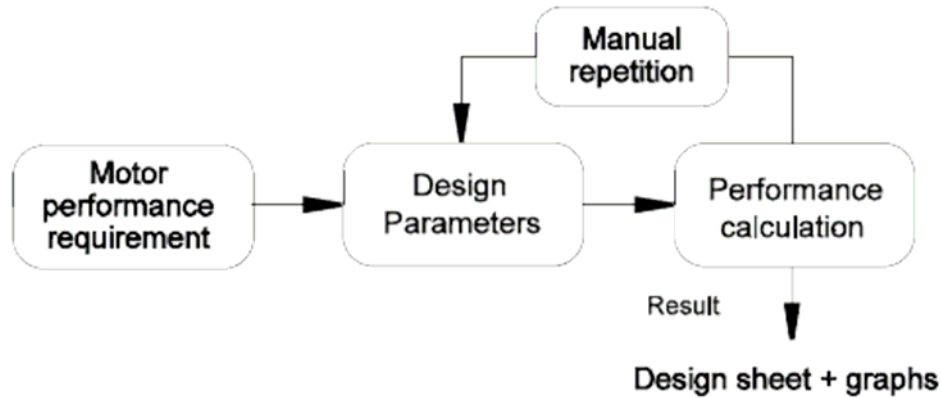 Manual
repetition
Motor
performance
requirement
Design
Parameters
Performance
calculation
Result
Design sheet + graphs